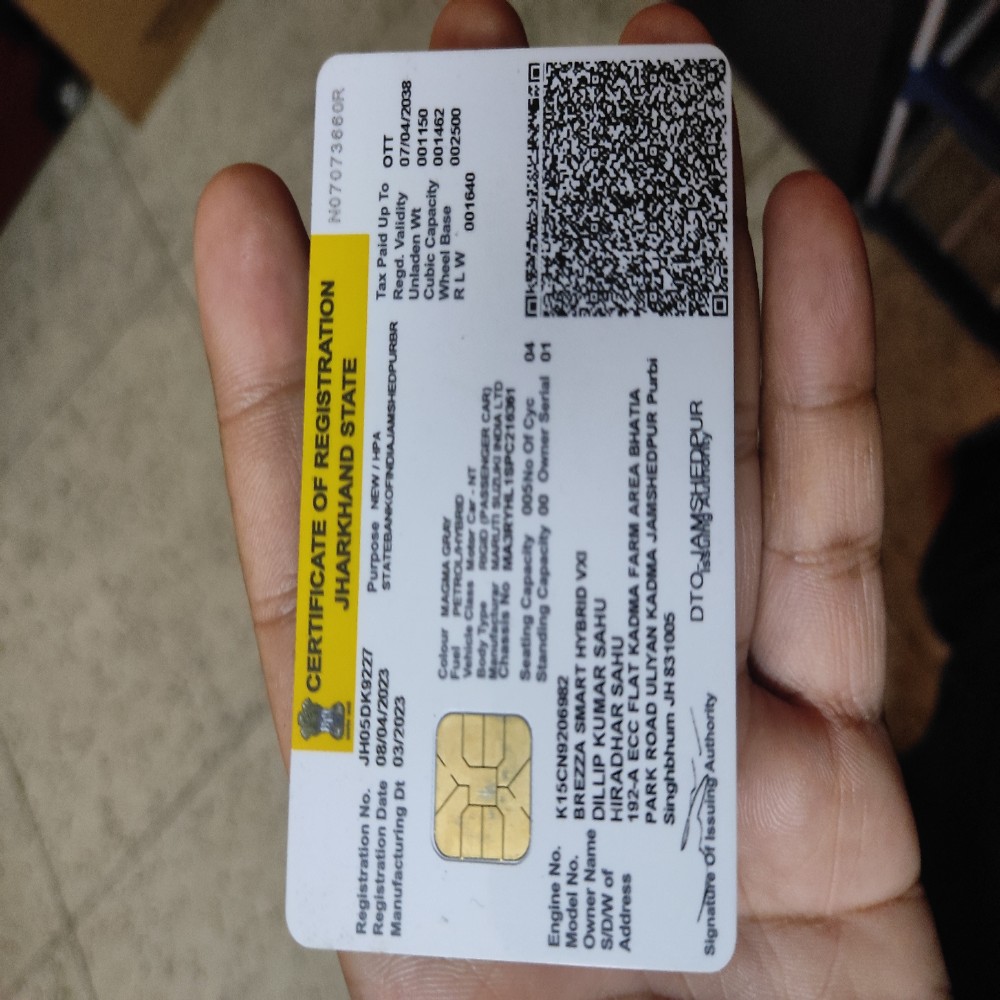 N07073660R
CERTIFICATE OF REGISTRATION
JHARKHAND STATE
Registration No. JH05DK9227
Registration Date 08/04/2023
Manufacturing Dt 03/2023
Purpose NEW / HPA
STATEBANKOFINDIAJAMSHEDPURBR
Tax Paid Up To OTT
Regd. Validity 07/04/2038
Unladen Wt 001150
Cubic Capacity 001462
Wheel Base 002500
R L W 001640
Colour MAGMA GRAY
Fuel PETROL/HYBRID
Vehicle Class Motor Car - NT
Body Type RIGID (PASSENGER CAR)
Manufacturar MARUTI SUZUKI INDIA LTD
Chassis No MA3RYHL1SPC216361
Seating Capacity 005 No Of Cyc 04
Standing Capacity 00 Owner Serial 01
Engine No. K15CN9206982
Model No. BREZZA SMART HYBRID VXI
Owner Name DILLIP KUMAR SAHU
S/D/W of HIRADHAR SAHU
Address 192-A ECC FLAT KADMA FARM AREA BHATIA
PARK ROAD ULIYAN KADMA JAMSHEDPUR Purbi
Singhbhum JH 831005
DTO-JAMSHEDPUR
Issuing Authority
Signature of Issuing Authority